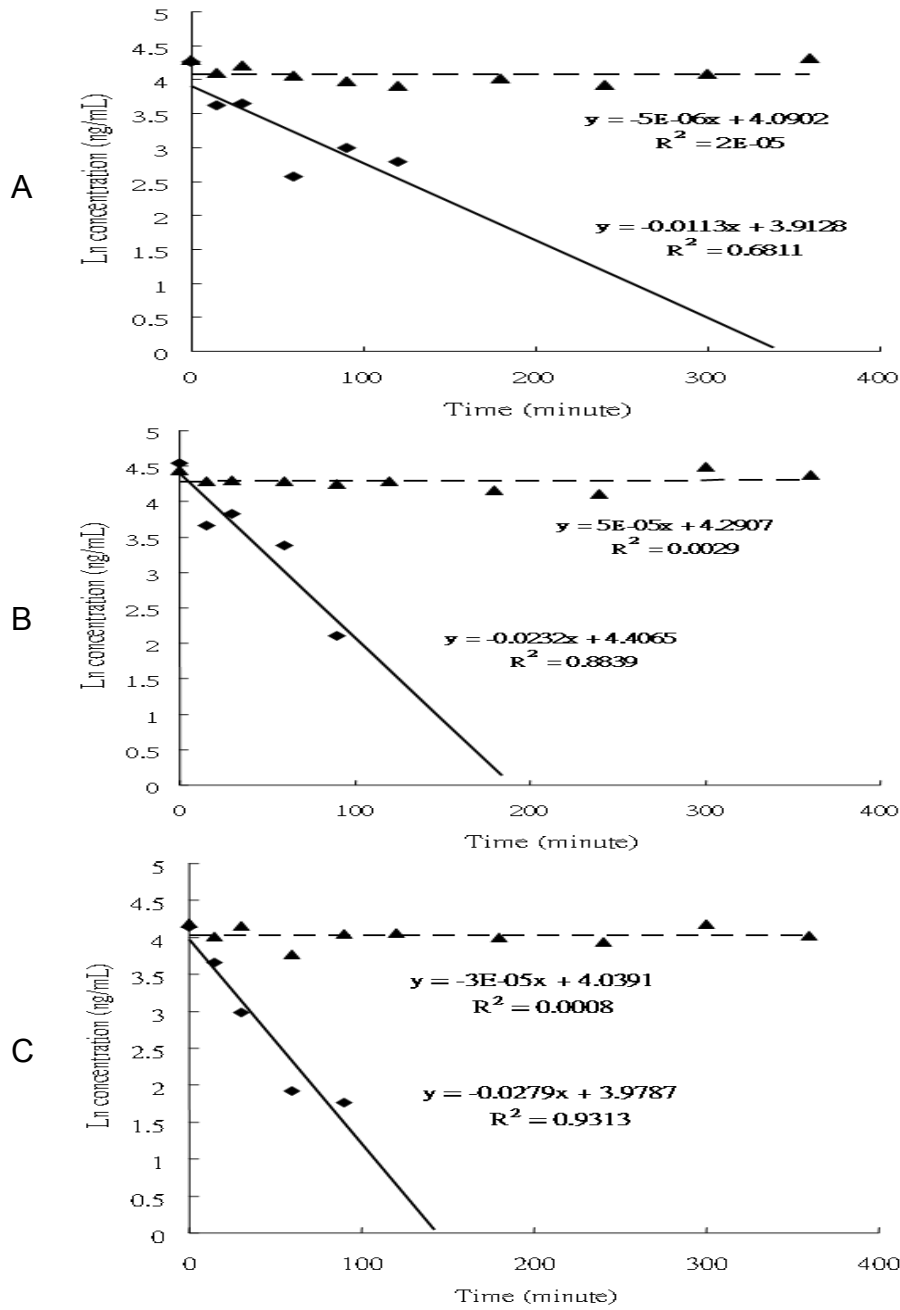 A
Ln concentration (ng/mL)
5
4.5
4
3.5
3
2.5
2
1.5
1
0.5
0
y = -5E-06x + 4.0902
R² = 2E-05
y = -0.0113x + 3.9128
R² = 0.6811
0 100 200 300 400
Time (minute)
B
Ln concentration (ng/mL)
5
4.5
4
3.5
3
2.5
2
1.5
1
0.5
0
y = 5E-05x + 4.2907
R² = 0.0029
y = -0.0232x + 4.4065
R² = 0.8839
0 100 200 300 400
Time (minute)
C
Ln concentration (ng/mL)
5
4.5
4
3.5
3
2.5
2
1.5
1
0.5
0
y = -3E-05x + 4.0391
R² = 0.0008
y = -0.0279x + 3.9787
R² = 0.9313
0 100 200 300 400
Time (minute)